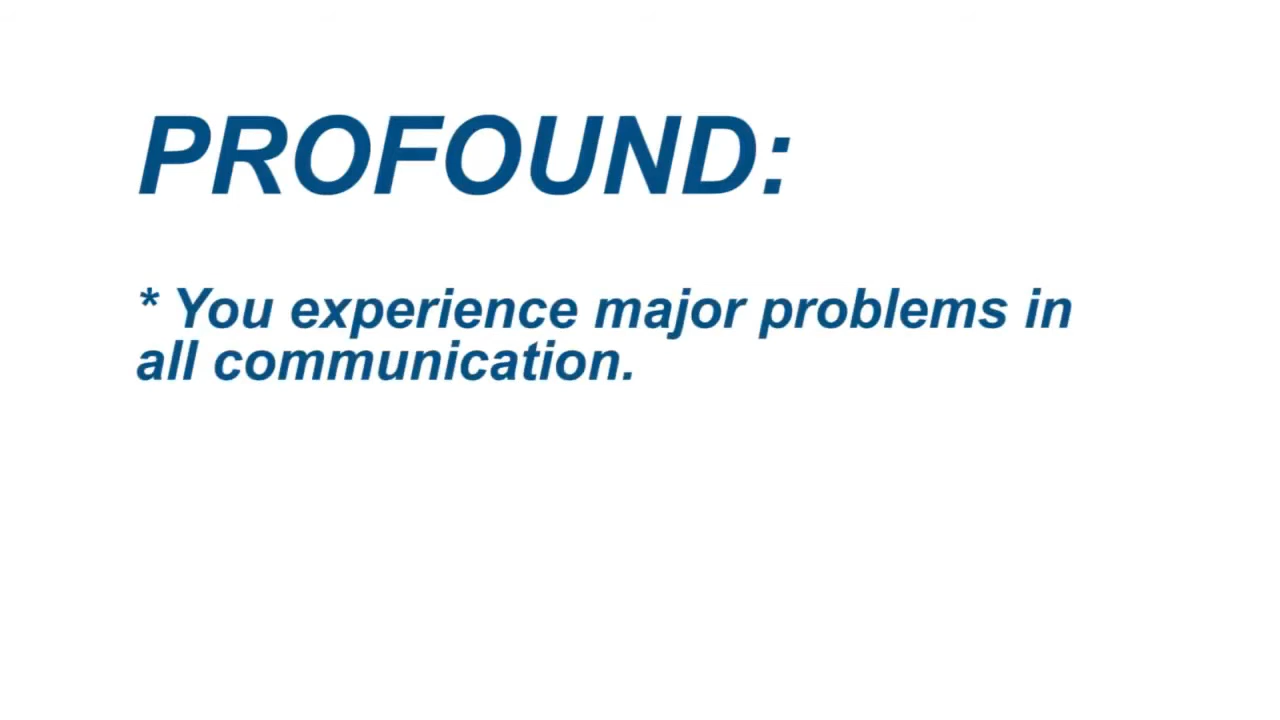 PROFOUND:
* You experience major problems in
all communication.